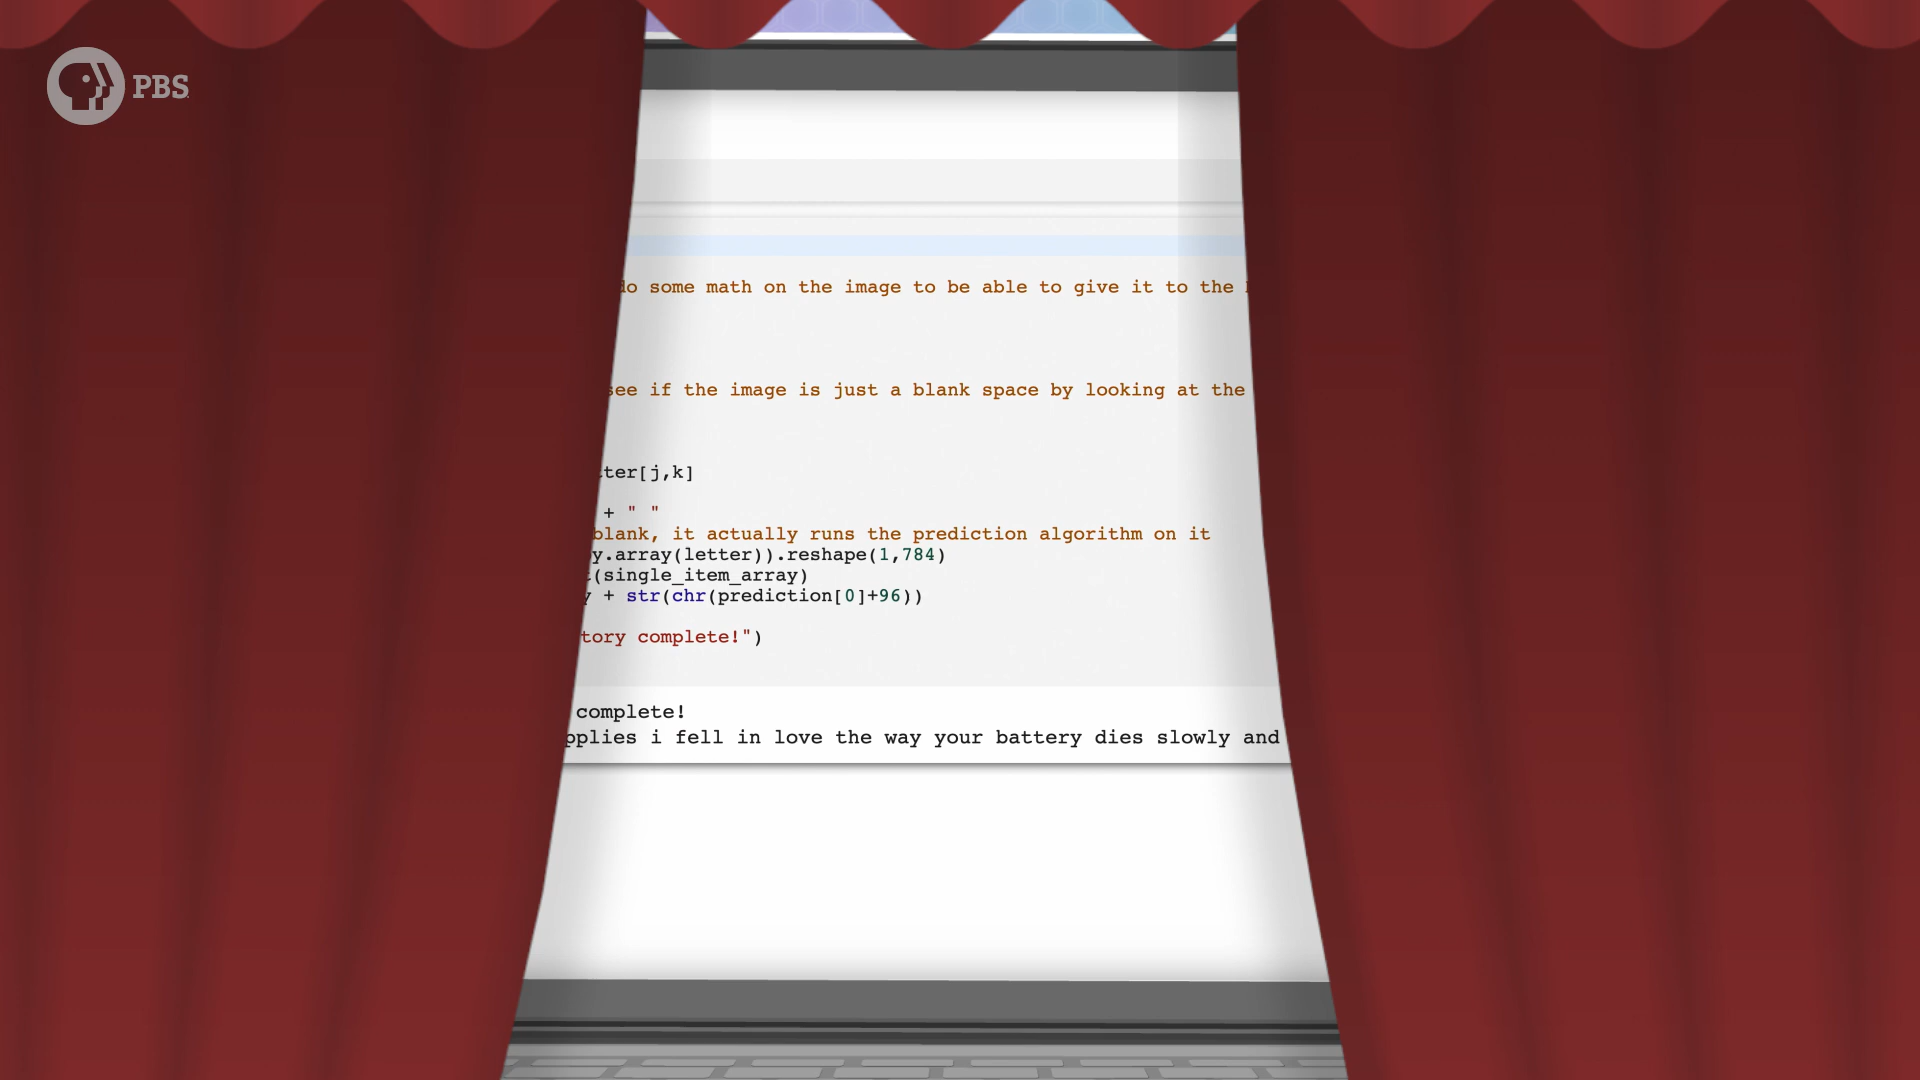 PBS
do some math on the image to be able to give it to the
see if the image is just a blank space by looking at the
ter[j,k]
+ " "
blank, it actually runs the prediction algorithm on it
y.array(letter)).reshape(1,784)
(single_item_array)
y + str(chr(prediction[0]+96))
tory complete!")
complete!
pplies i fell in love the way your battery dies slowly and